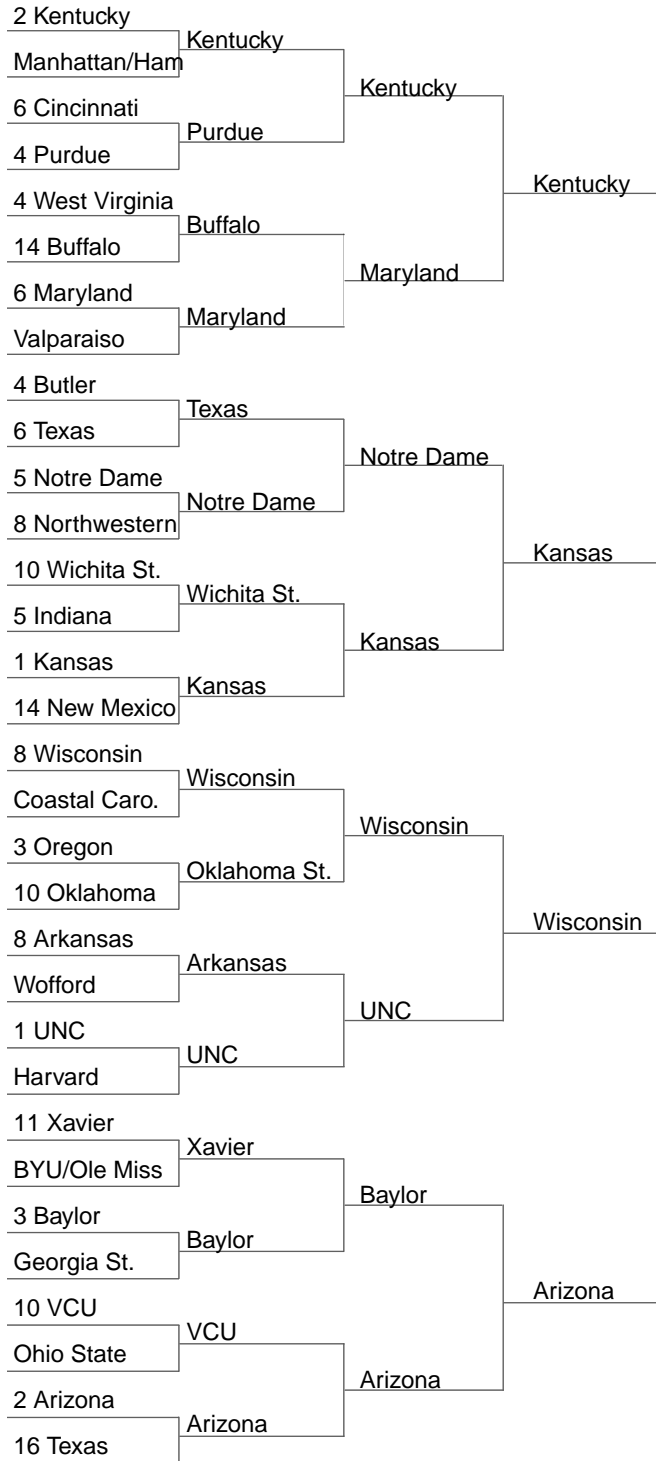 2 Kentucky
Manhattan/Ham
6 Cincinnati
4 Purdue
4 West Virginia
14 Buffalo
6 Maryland
Valparaiso
4 Butler
6 Texas
5 Notre Dame
8 Northwestern
10 Wichita St.
5 Indiana
1 Kansas
14 New Mexico
8 Wisconsin
Coastal Caro.
3 Oregon
10 Oklahoma
8 Arkansas
Wofford
1 UNC
Harvard
11 Xavier
BYU/Ole Miss
3 Baylor
Georgia St.
10 VCU
Ohio State
2 Arizona
16 Texas
Kentucky
Purdue
Buffalo
Maryland
Texas
Notre Dame
Wichita St.
Kansas
Wisconsin
Oklahoma St.
Arkansas
UNC
Xavier
Baylor
VCU
Arizona
Kentucky
Maryland
Notre Dame
Kansas
Wisconsin
UNC
Baylor
Arizona
Kentucky
Kansas
Wisconsin
Arizona